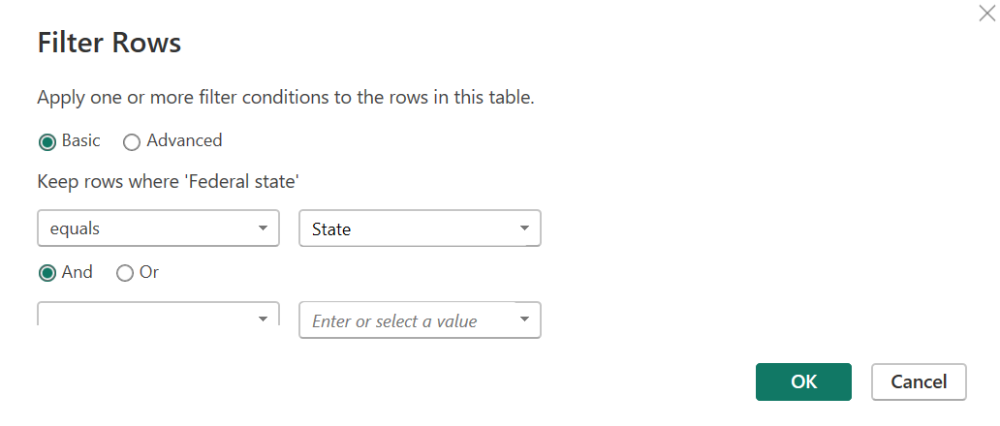 Filter Rows
Apply one or more filter conditions to the rows in this table.
Basic Advanced
Keep rows where 'Federal state'
equals State
And Or
Enter or select a value
OK Cancel